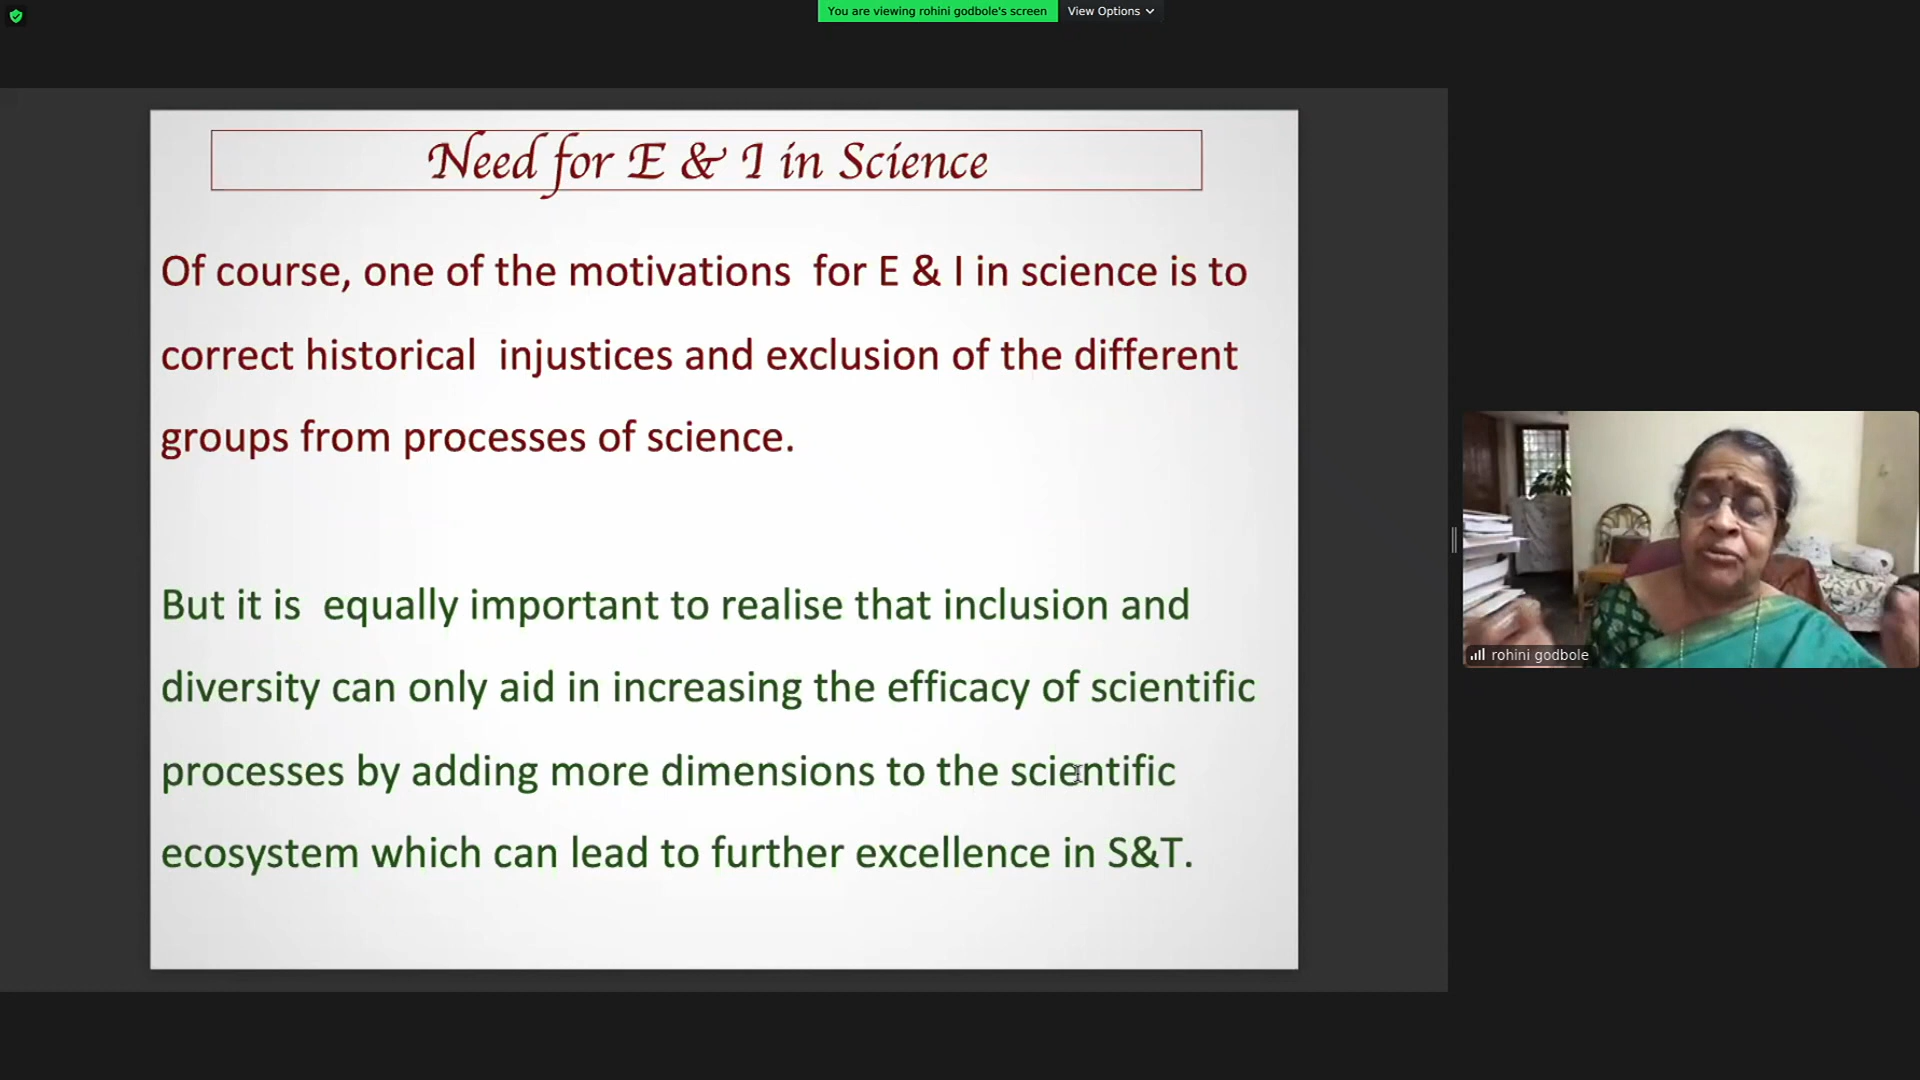 You are viewing rohini godbole's screen View Options
Need for E & I in Science
Of course, one of the motivations for E & I in science is to
correct historical injustices and exclusion of the different
groups from processes of science.
But it is equally important to realise that inclusion and
diversity can only aid in increasing the efficacy of scientific
processes by adding more dimensions to the scientific
ecosystem which can lead to further excellence in S&T.
rohini godbole